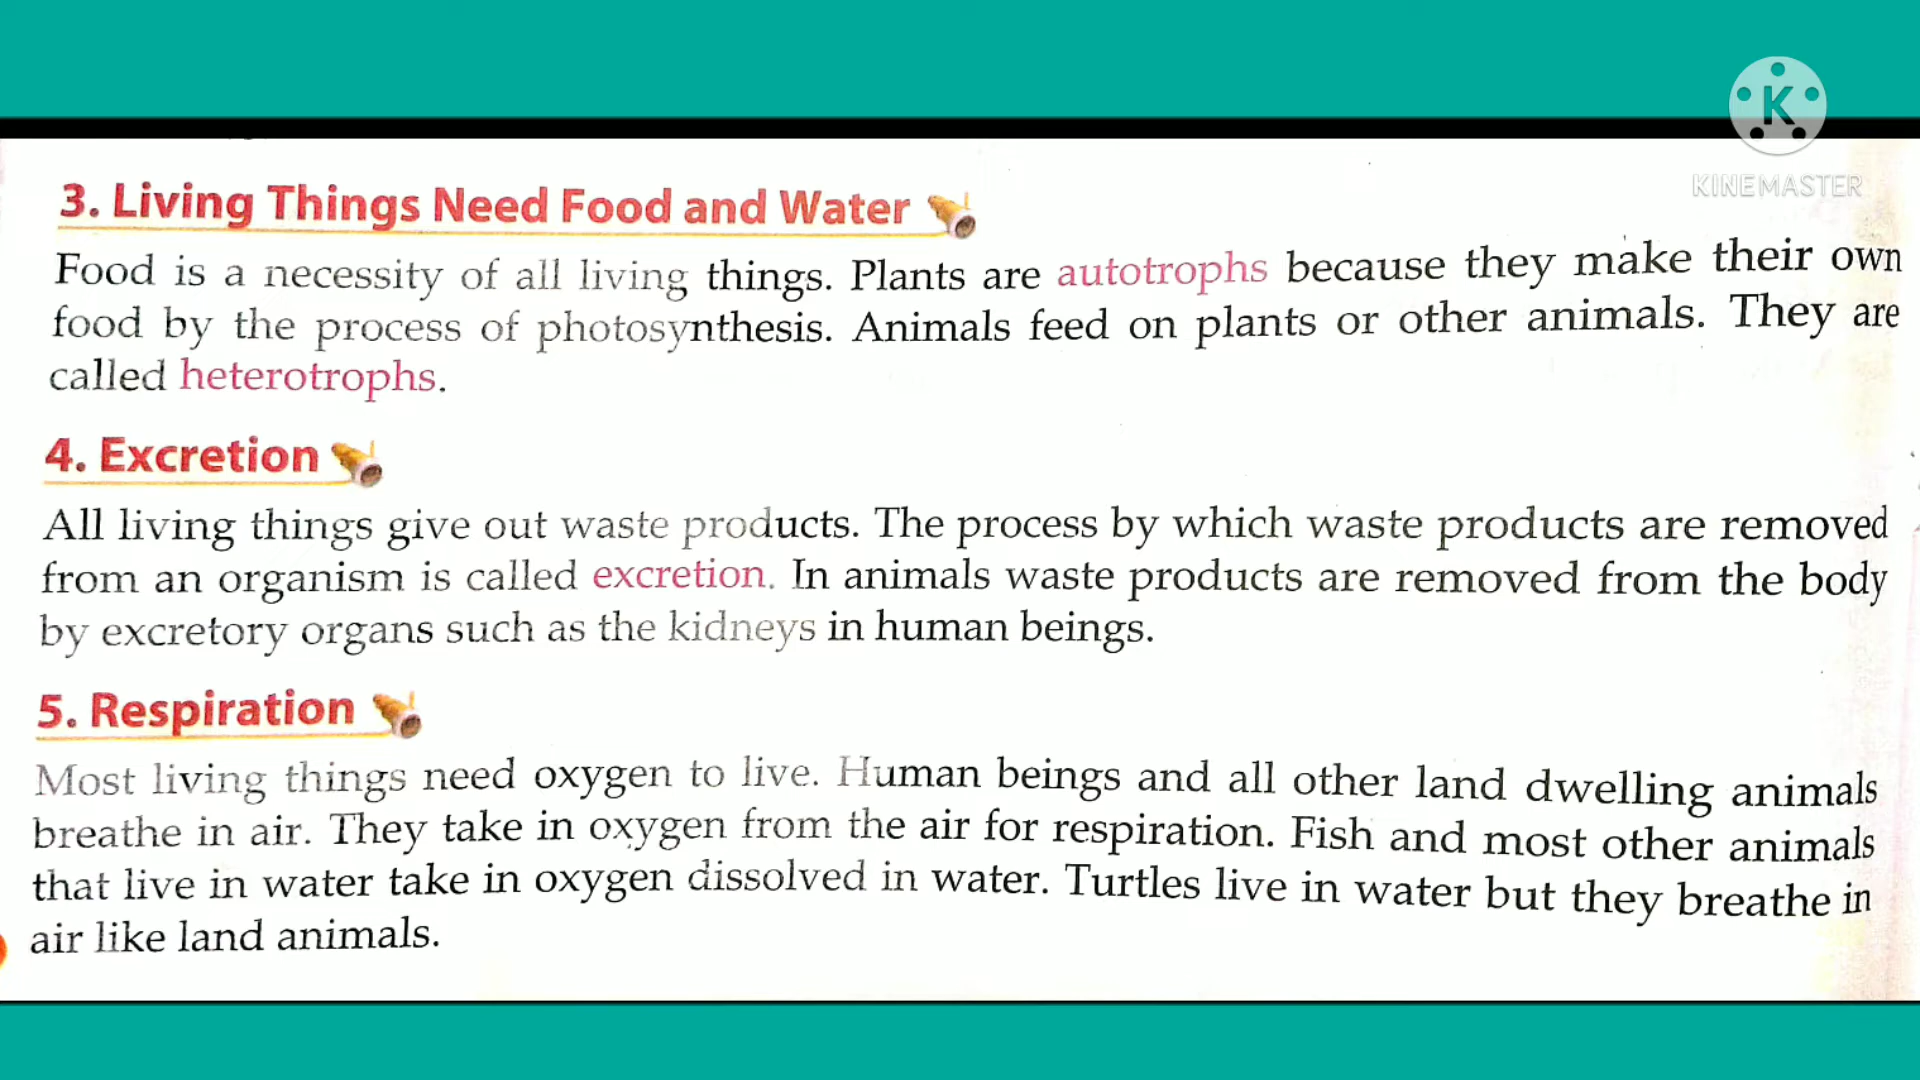 K
KINEMASTER
3. Living Things Need Food and Water
Food is a necessity of all living things. Plants are autotrophs because they make their own
food by the process of photosynthesis. Animals feed on plants or other animals. They are
called heterotrophs.
4. Excretion
All living things give out waste products. The process by which waste products are removed
from an organism is called excretion. In animals waste products are removed from the body
by excretory organs such as the kidneys in human beings.
5. Respiration
Most living things need oxygen to live. Human beings and all other land dwelling animals
breathe in air. They take in oxygen from the air for respiration. Fish and most other animals
that live in water take in oxygen dissolved in water. Turtles live in water but they breathe in
air like land animals.